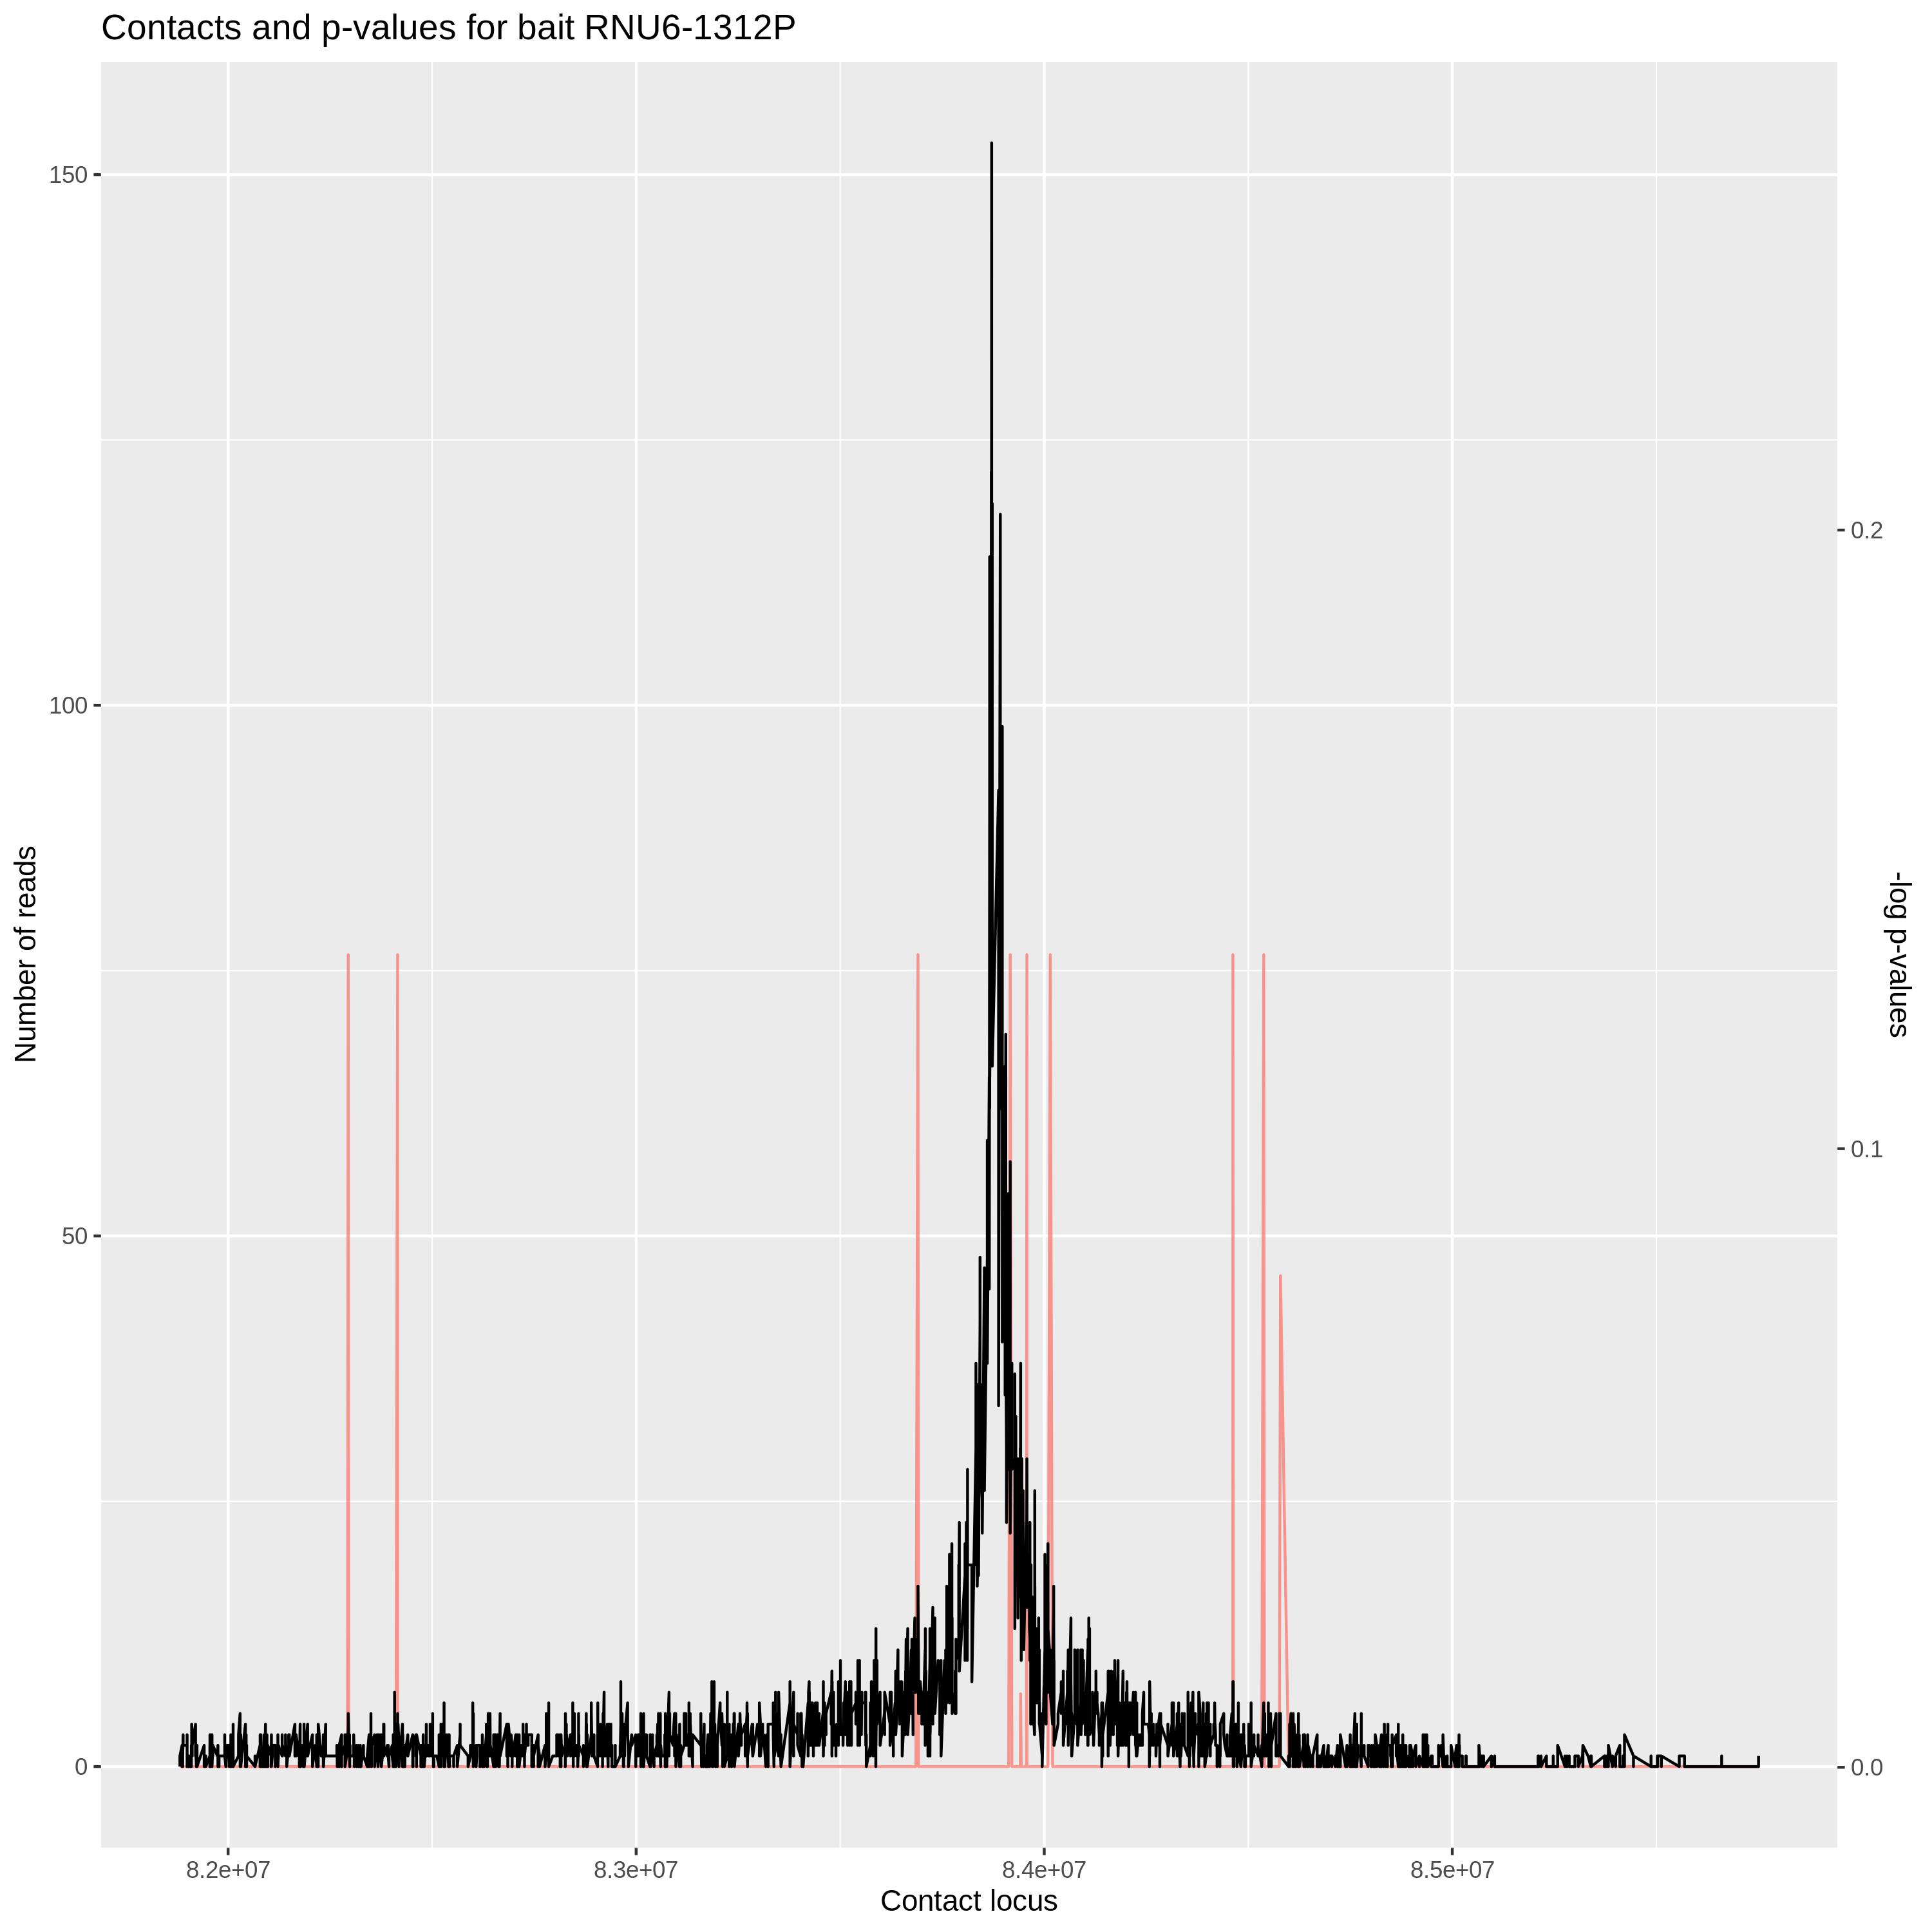 Contacts and p-values for bait RNU6-1312P
150
100
50
0
Number of reads
0.2
0.1
0.0
-log p-values
8.2e+07
8.3e+07
8.4e+07
8.5e+07
Contact locus